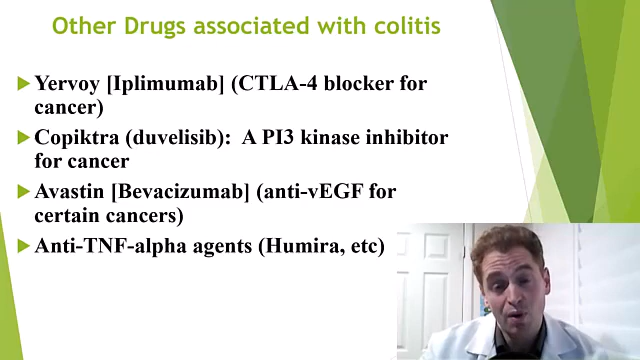 Other Drugs associated with colitis
Yervoy [Iplimumab] (CTLA-4 blocker for
cancer)
Copiktra (duvelisib): A PI3 kinase inhibitor
for cancer
Avastin [Bevacizumab] (anti-vEGF for
certain cancers)
Anti-TNF-alpha agents (Humira, etc)